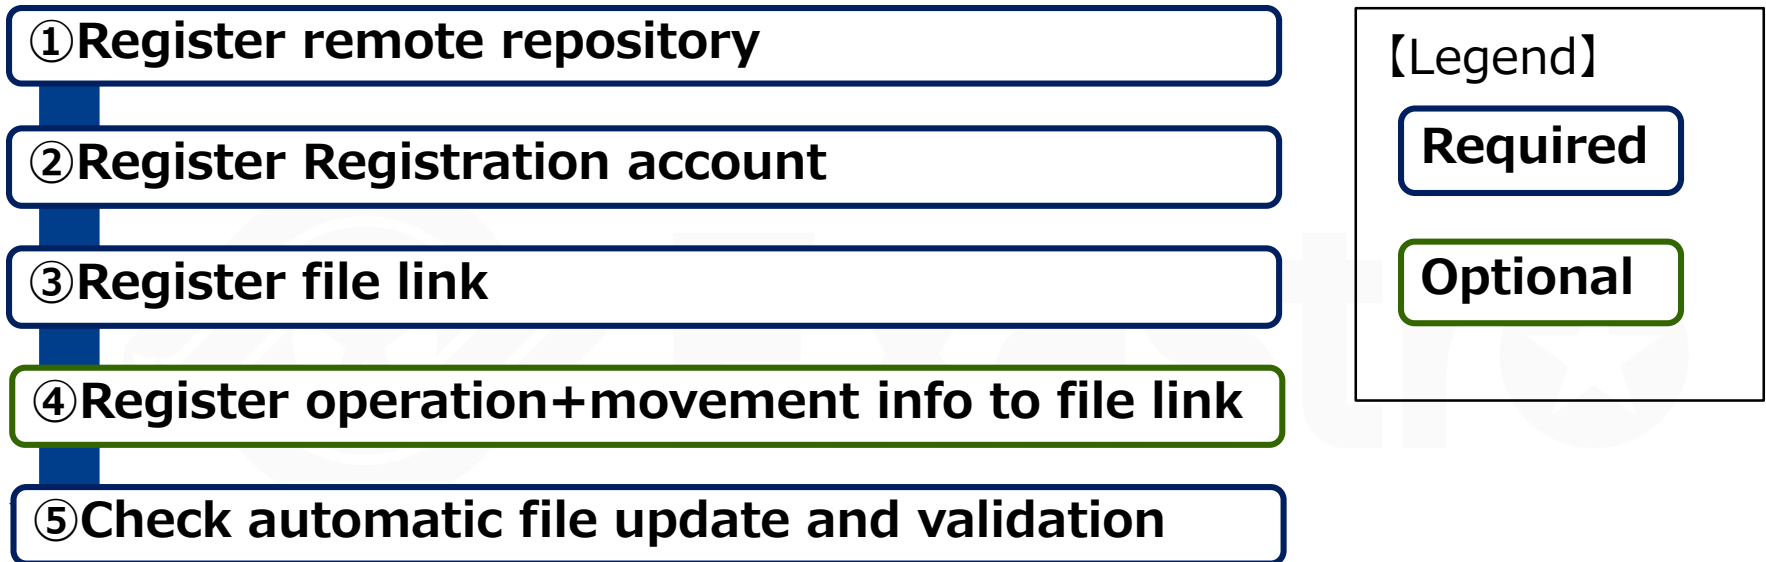 ①Register remote repository
②Register Registration account
③Register file link
④Register operation+movement info to file link
⑤Check automatic file update and validation
【Legend】
Required
Optional
Exastro